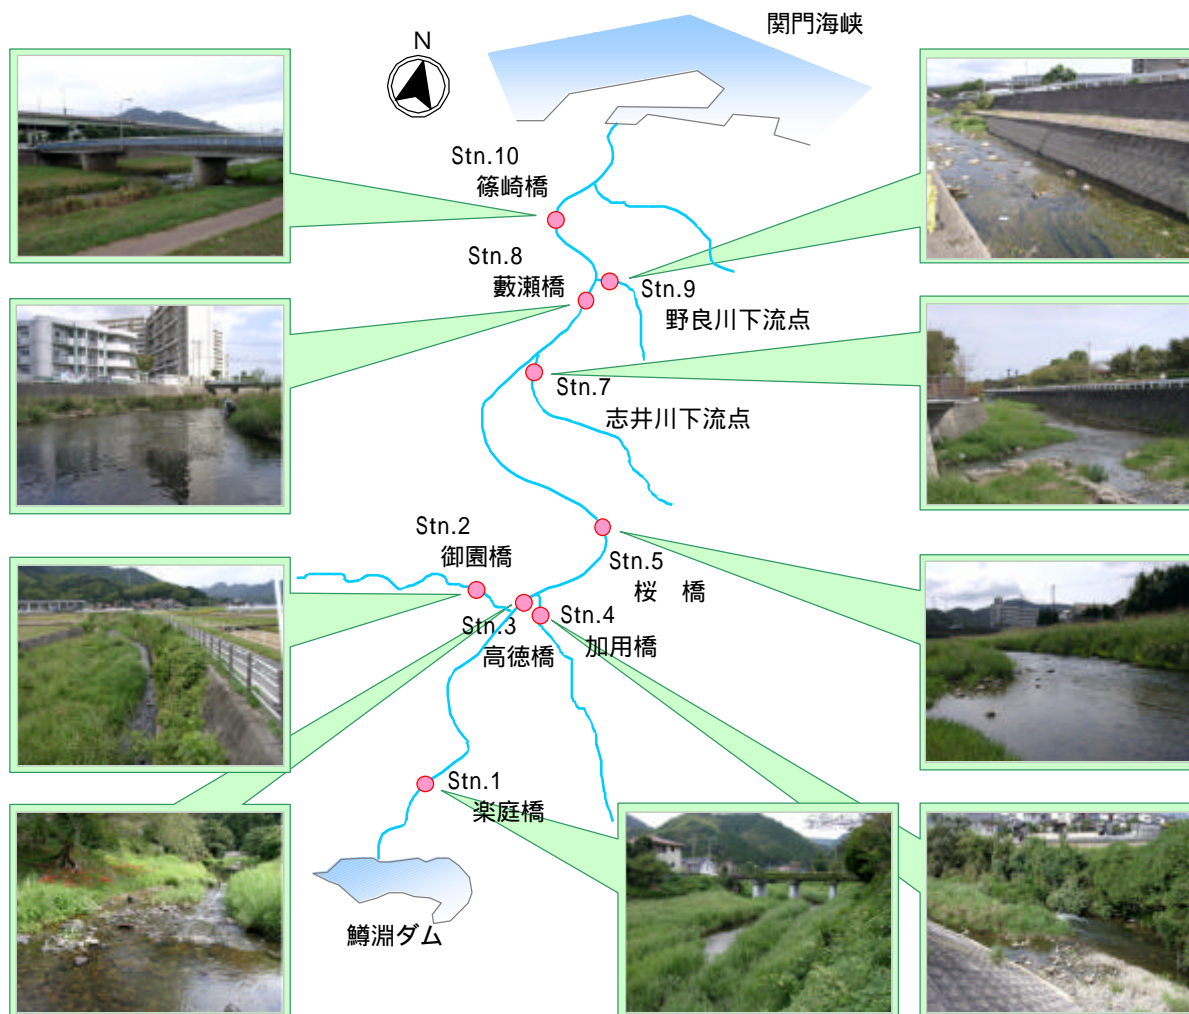 関門海峡
N
Stn.10
篠崎橋
Stn.8
藪瀬橋
Stn.9
野良川下流点
Stn.7
志井川下流点
Stn.2
御園橋
Stn.5
桜　橋
Stn.3
高徳橋
Stn.4
加用橋
Stn.1
楽庭橋
鱒淵ダム